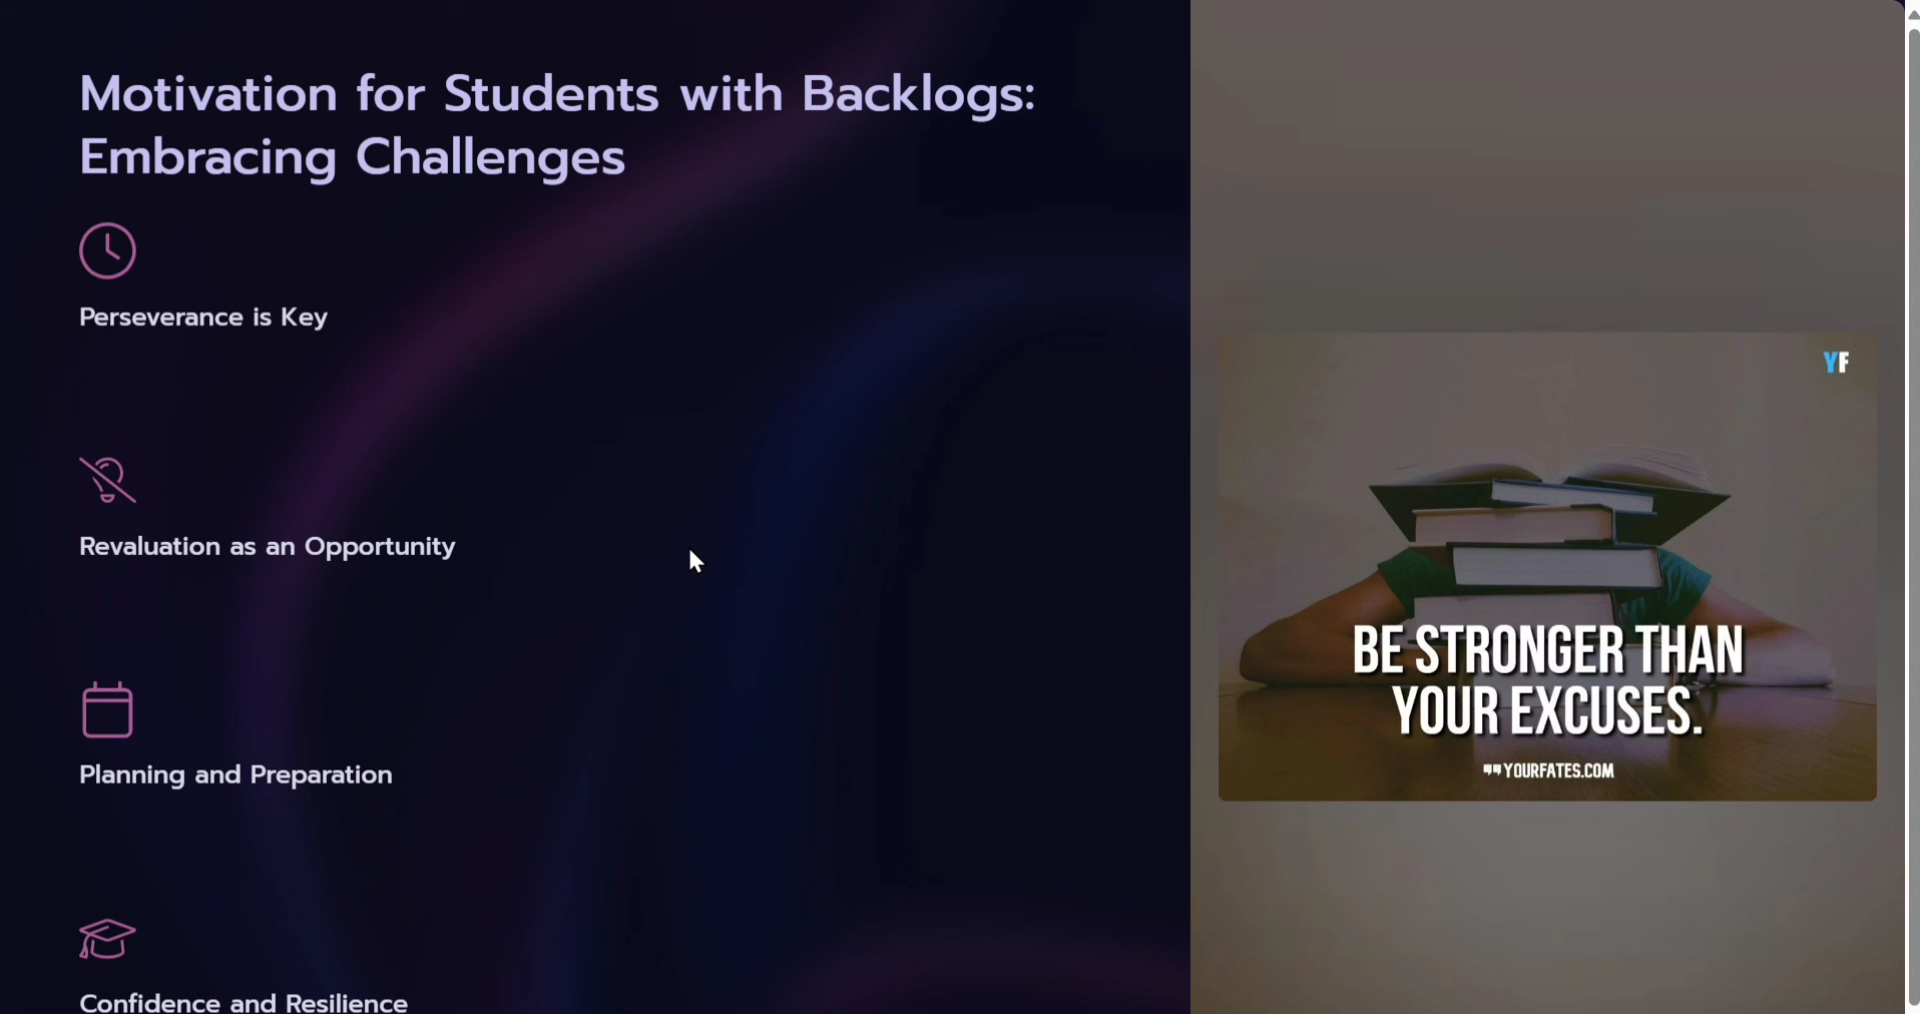 Motivation for Students with Backlogs:
Embracing Challenges
Perseverance is Key
Revaluation as an Opportunity
Planning and Preparation
Confidence and Resilience
YF
BE STRONGER THAN
YOUR EXCUSES.
❞YOURFATES.COM